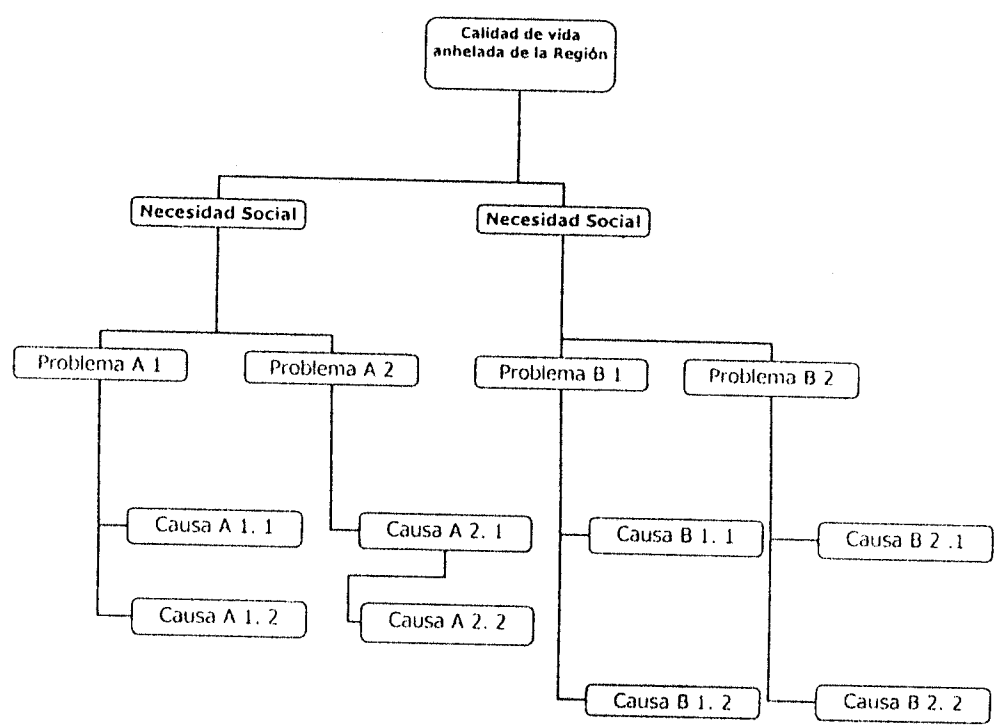 Calidad de vida
anhelada de la Región
Necesidad Social
Necesidad Social
Problema A 1
Problema A 2
Problema B 1
Problema B 2
Causa A 1. 1
Causa A 2. 1
Causa B 1. 1
Causa B 2 .1
Causa A 1. 2
Causa A 2. 2
Causa B 1. 2
Causa B 2. 2